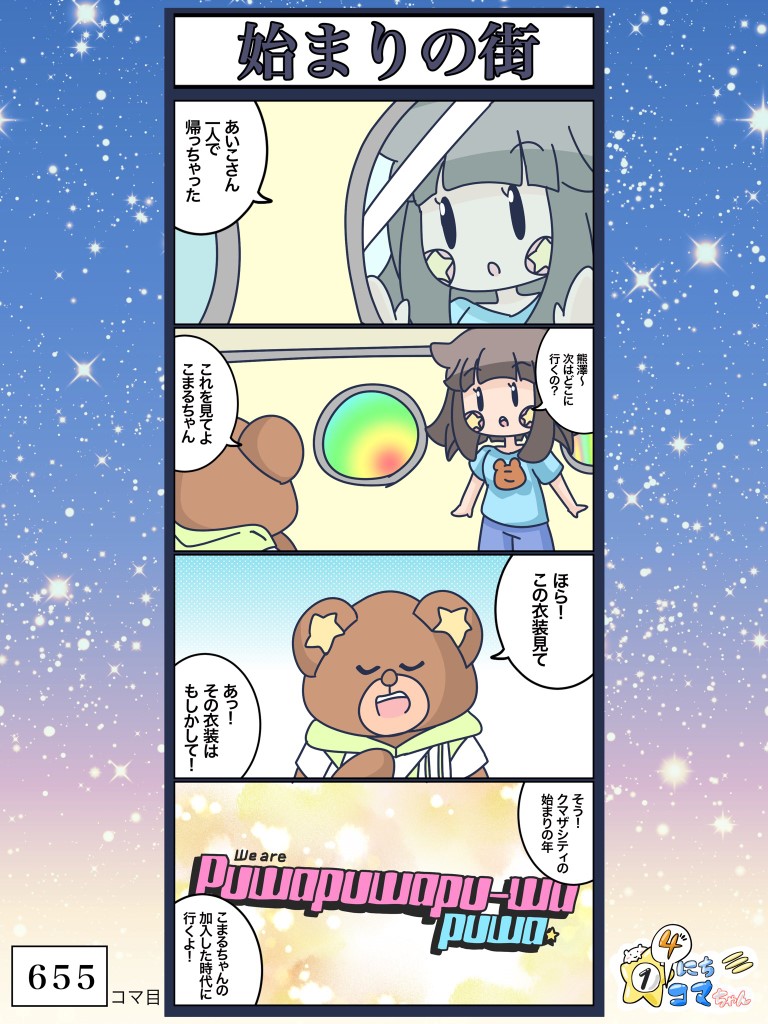 始まりの街
あいこさん
一人で
帰っちゃった
熊澤〜
次はどこに
行くの?
これを見てよ
こまるちゃん
ほら!
この衣装見て
あっ!
その衣装は
もしかして!
そう!
クマザシティの
始まりの年
We are
Puwapuwapu-wa
puwa
こまるちゃんの
加入した時代に
行くよ!
655
コマ目
1
4
にち
コマちゃん